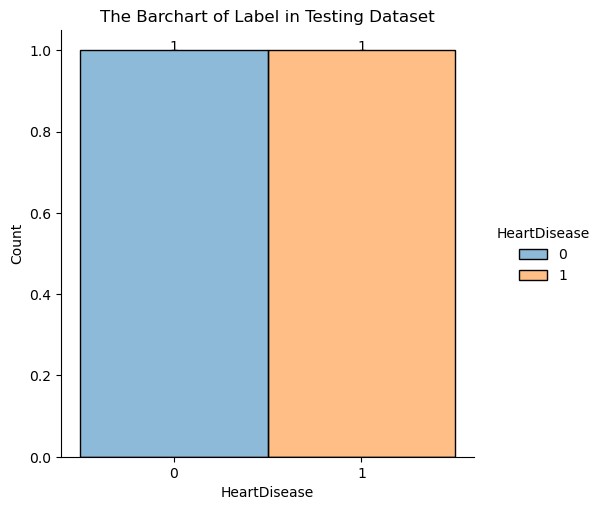 The Barchart of Label in Testing Dataset
1 1
1.0
0.8
0.6
0.4
0.2
0.0
Count
0 1
HeartDisease
HeartDisease
0
1